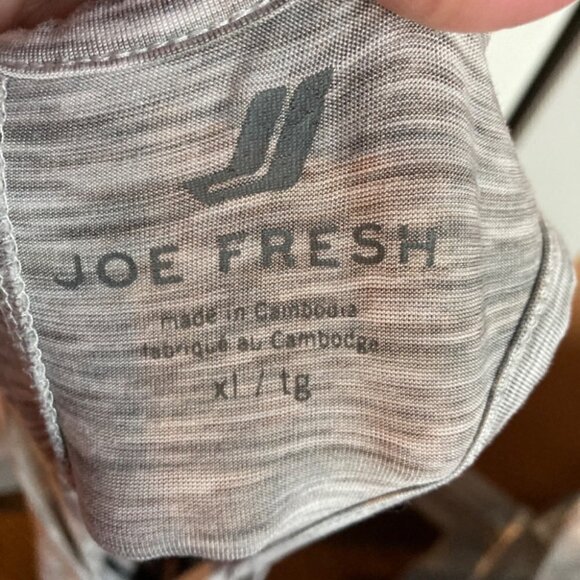 JOE FRESH
made in Cambodia
fabriqué au Cambodge
xl / tg